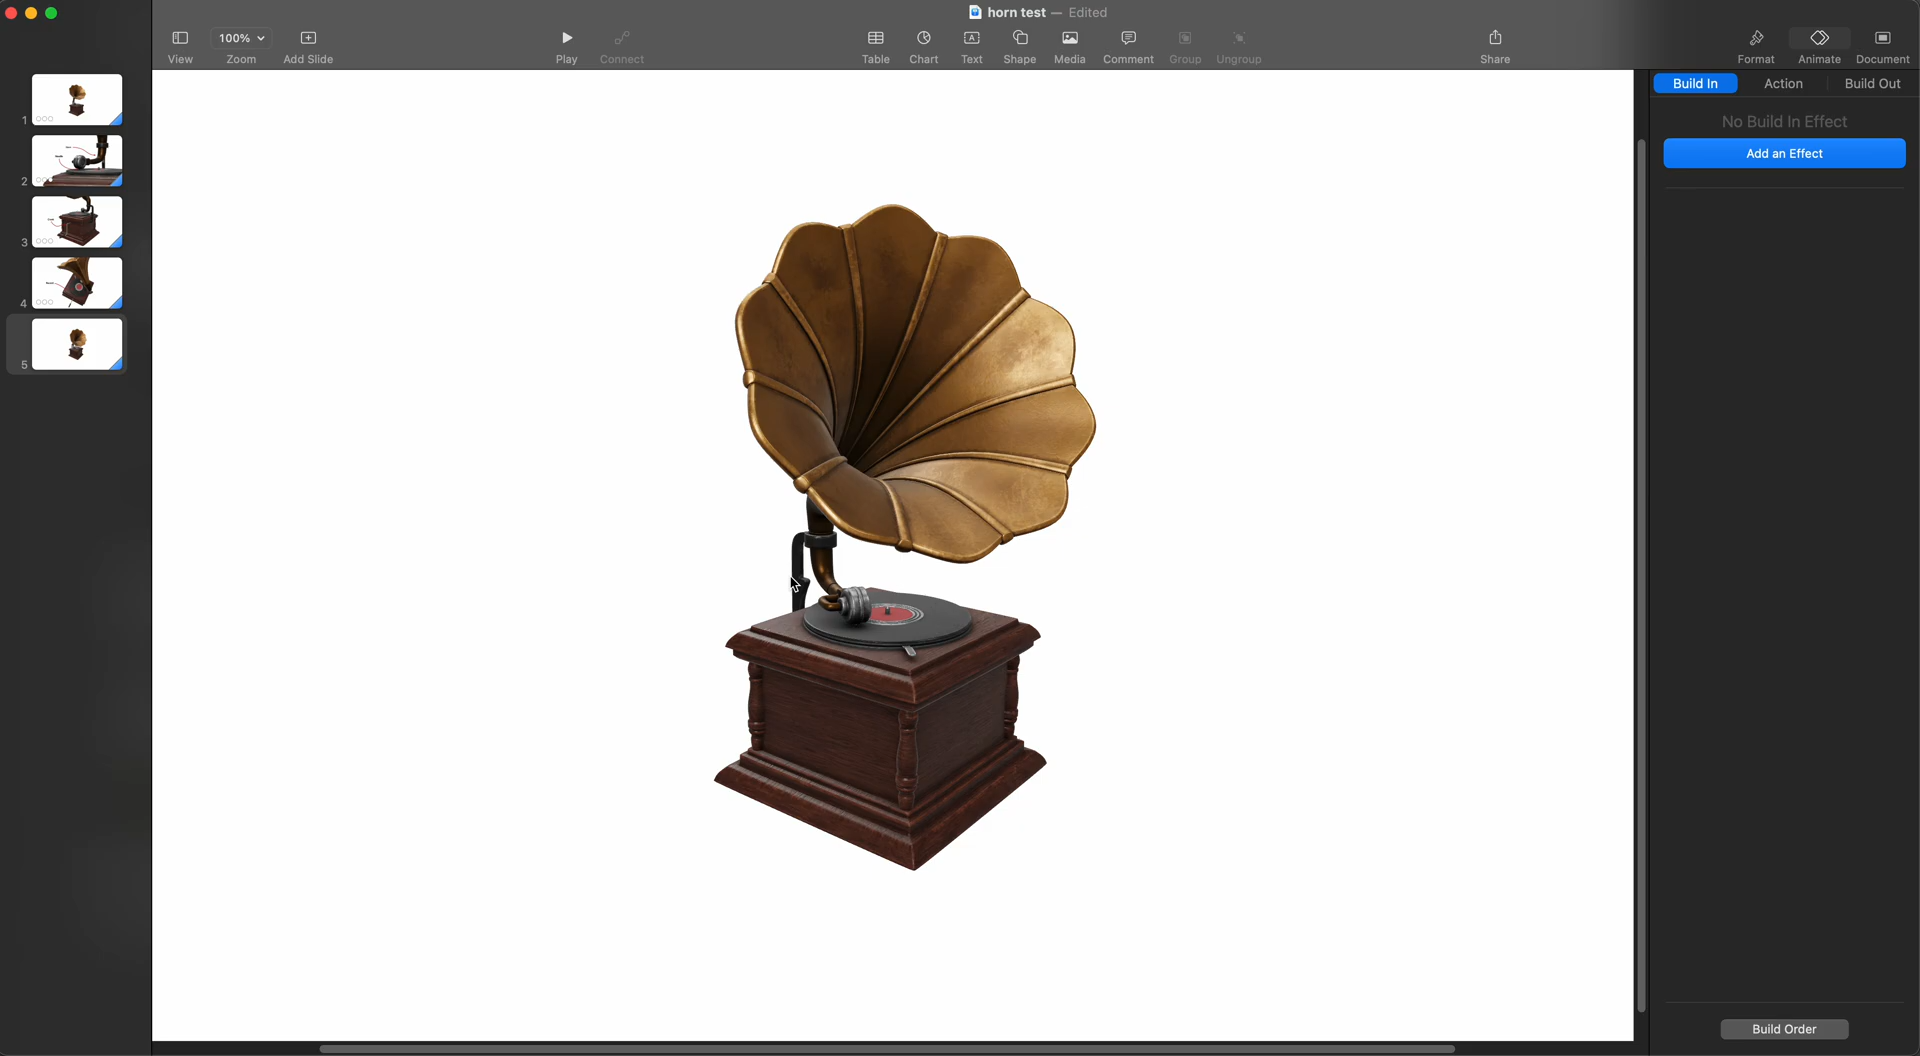 horn test — Edited
View
100%
Zoom
Add Slide
Play
Connect
Table
Chart
Text
Shape
Media
Comment
Group
Ungroup
Share
Format
Animate
Document
Build In
Action
Build Out
No Build In Effect
Add an Effect
1
2
3
4
5
Build Order